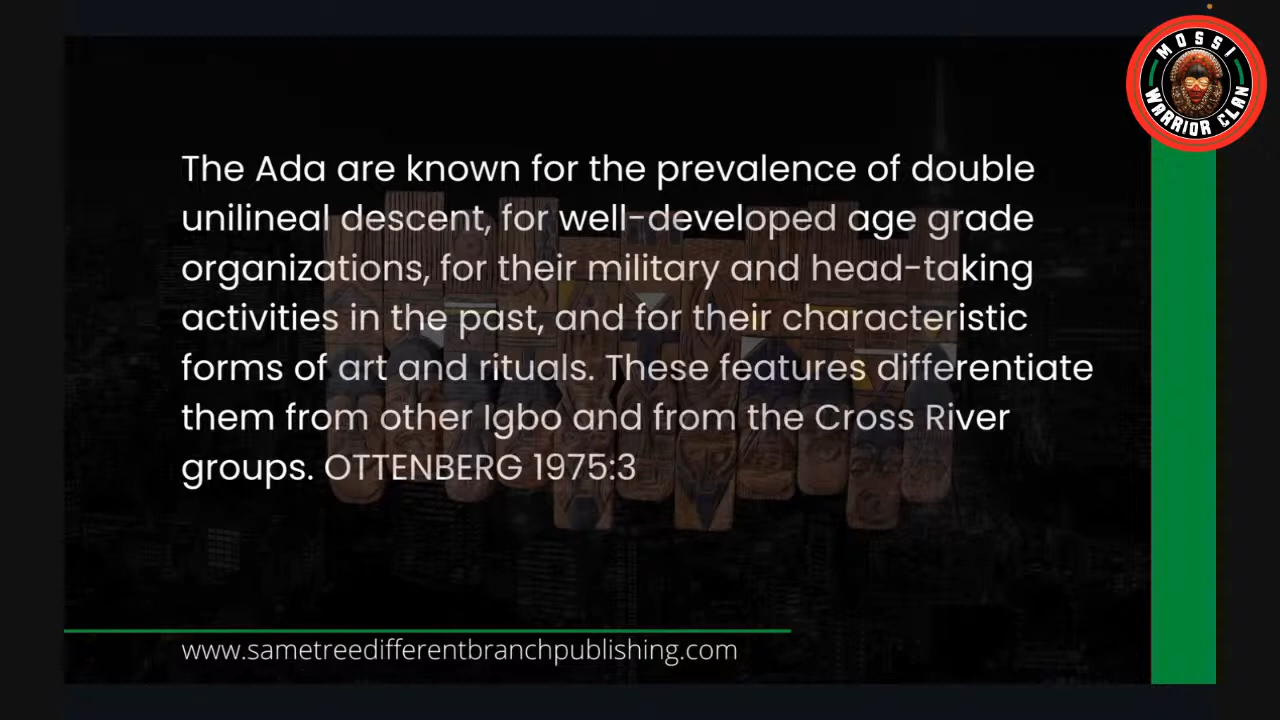 MOSSI
WARRIOR CLAN
The Ada are known for the prevalence of double
unilineal descent, for well-developed age grade
organizations, for their military and head-taking
activities in the past, and for their characteristic
forms of art and rituals. These features differentiate
them from other Igbo and from the Cross River
groups. OTTENBERG 1975:3
www.sametreedifferentbranchpublishing.com